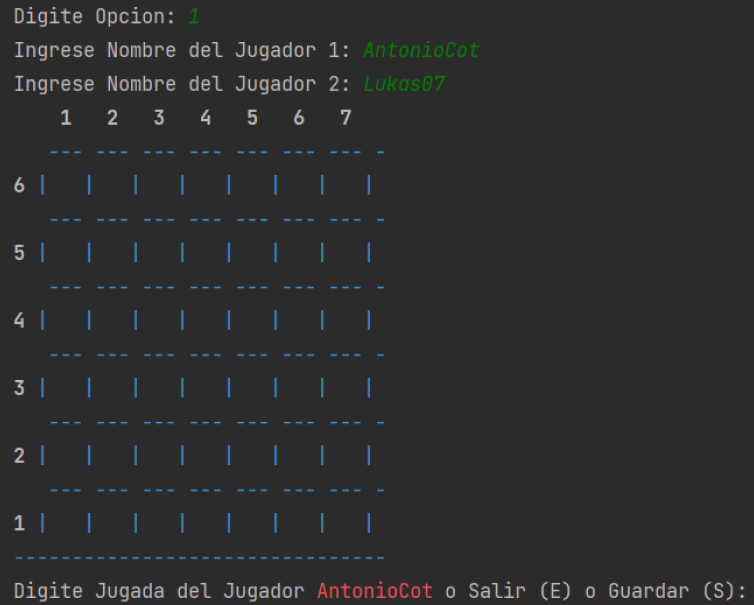 Digite Opcion: 1
Ingrese Nombre del Jugador 1: AntonioCot
Ingrese Nombre del Jugador 2: Lukas07
1 2 3 4 5 6 7
--- --- --- --- --- --- --- -
6 | | | | | | | |
--- --- --- --- --- --- --- -
5 | | | | | | | |
--- --- --- --- --- --- --- -
4 | | | | | | | |
--- --- --- --- --- --- --- -
3 | | | | | | | |
--- --- --- --- --- --- --- -
2 | | | | | | | |
--- --- --- --- --- --- --- -
1 | | | | | | | |
--------------------------------
Digite Jugada del Jugador AntonioCot o Salir (E) o Guardar (S):